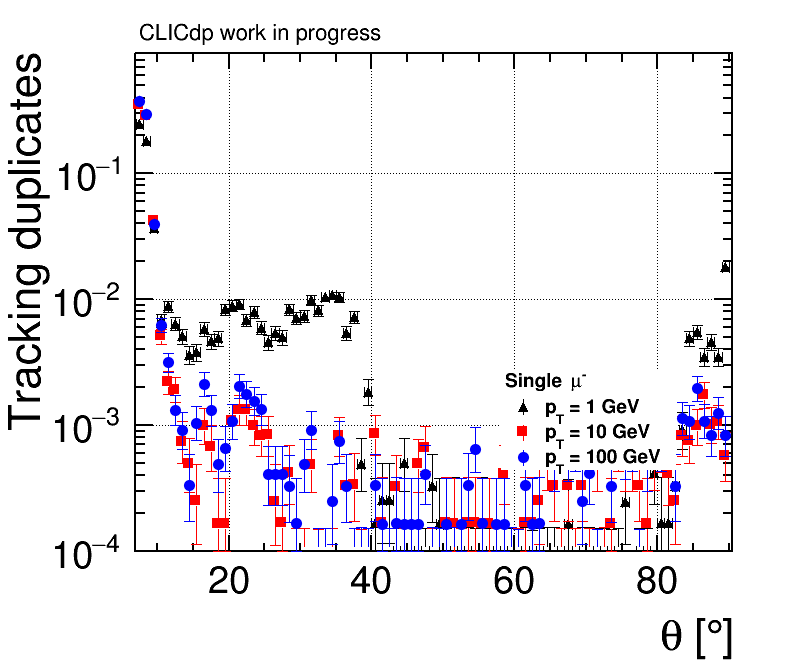 CLICdp work in progress
Tracking duplicates
10⁻¹
10⁻²
10⁻³
10⁻⁴
Single μ⁻
p_T = 1 GeV
p_T = 10 GeV
p_T = 100 GeV
20 40 60 80
θ [°]